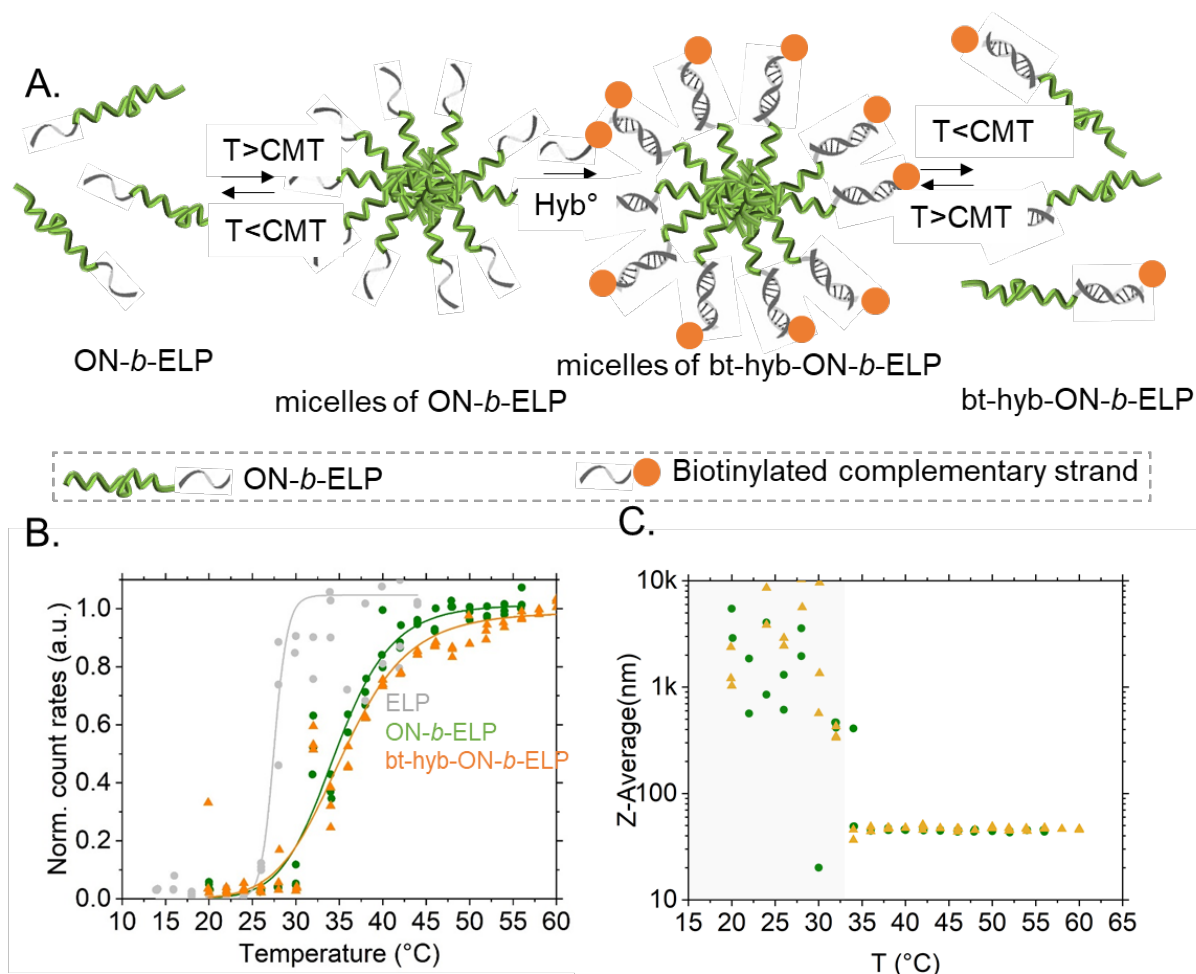 A.
T>CMT
T<CMT
Hyb°
T<CMT
T>CMT
ON-b-ELP
micelles of ON-b-ELP
micelles of bt-hyb-ON-b-ELP
bt-hyb-ON-b-ELP
ON-b-ELP
Biotinylated complementary strand
B.
Norm. count rates (a.u.)
1.0
0.8
0.6
0.4
0.2
0.0
ELP
ON-b-ELP
bt-hyb-ON-b-ELP
10 15 20 25 30 35 40 45 50 55 60
Temperature (°C)
C.
Z-Average(nm)
10k
1k
100
10
15 20 25 30 35 40 45 50 55 60 65
T (°C)